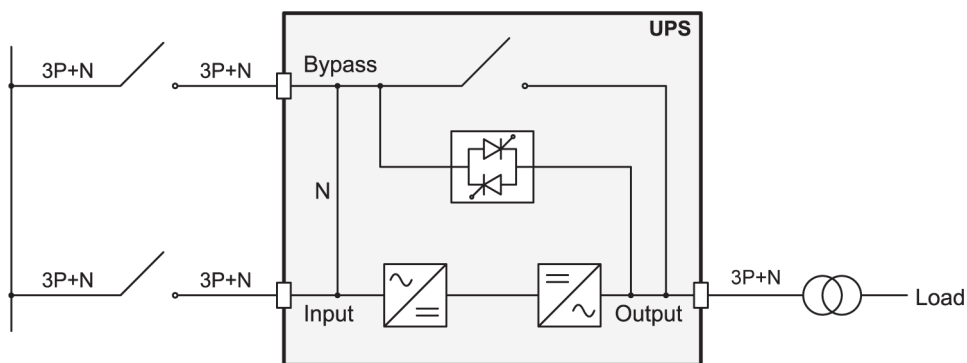 UPS
3P+N
3P+N
Bypass
N
3P+N
3P+N
Input
Output
3P+N
Load